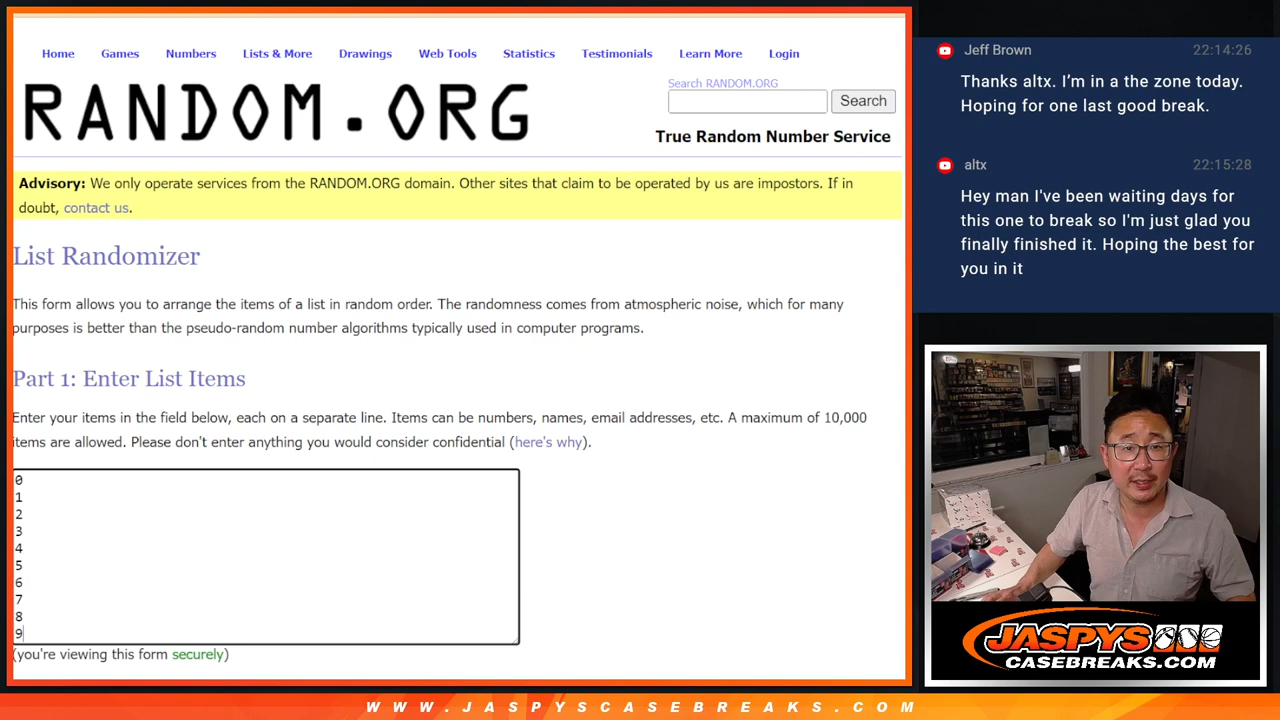 Home Games Numbers Lists & More Drawings Web Tools Statistics Testimonials Learn More Login
RANDOM.ORG
Search RANDOM.ORG
Search
True Random Number Service
Advisory: We only operate services from the RANDOM.ORG domain. Other sites that claim to be operated by us are impostors. If in
doubt, contact us.
List Randomizer
This form allows you to arrange the items of a list in random order. The randomness comes from atmospheric noise, which for many
purposes is better than the pseudo-random number algorithms typically used in computer programs.
Part 1: Enter List Items
Enter your items in the field below, each on a separate line. Items can be numbers, names, email addresses, etc. A maximum of 10,000
items are allowed. Please don't enter anything you would consider confidential (here's why).
0
1
2
3
4
5
6
7
8
9
(you're viewing this form securely)
Jeff Brown 22:14:26
Thanks altx. I’m in a the zone today.
Hoping for one last good break.
altx 22:15:28
Hey man I've been waiting days for
this one to break so I'm just glad you
finally finished it. Hoping the best for
you in it
JASPYS
CASEBREAKS.COM
WWW.JASPYSCASEBREAKS.COM